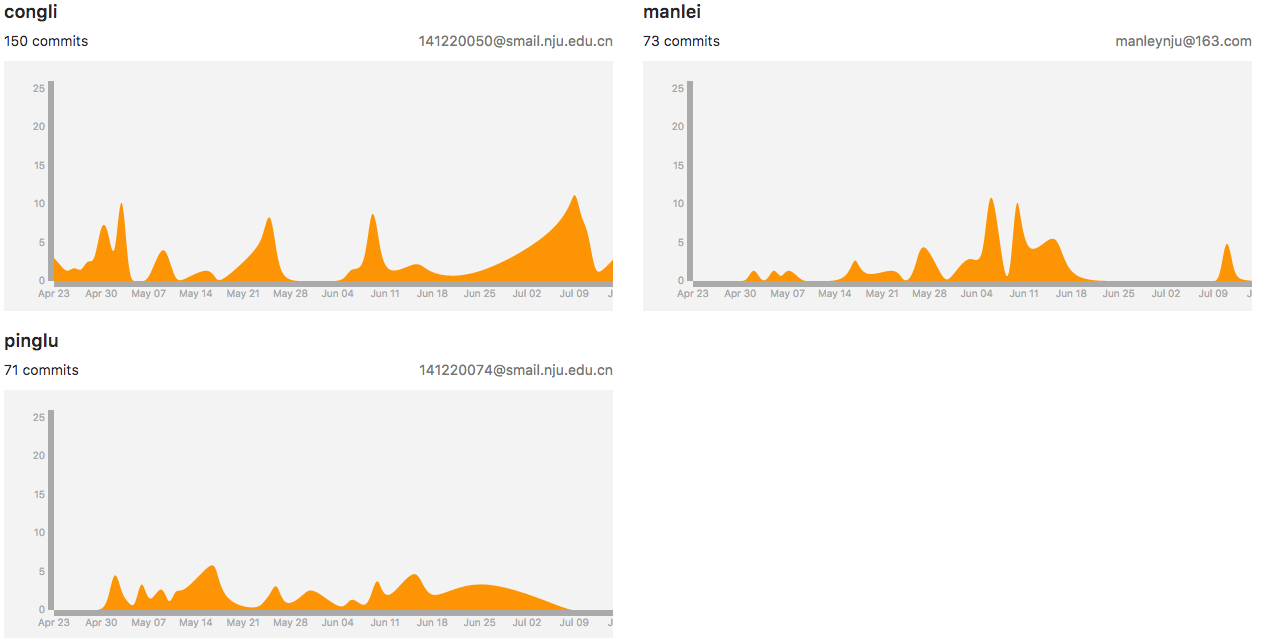 congli
150 commits 141220050@smail.nju.edu.cn
25
20
15
10
5
0
Apr 23 Apr 30 May 07 May 14 May 21 May 28 Jun 04 Jun 11 Jun 18 Jun 25 Jul 02 Jul 09 J
manlei
73 commits manleynju@163.com
25
20
15
10
5
0
Apr 23 Apr 30 May 07 May 14 May 21 May 28 Jun 04 Jun 11 Jun 18 Jun 25 Jul 02 Jul 09 J
pinglu
71 commits 141220074@smail.nju.edu.cn
25
20
15
10
5
0
Apr 23 Apr 30 May 07 May 14 May 21 May 28 Jun 04 Jun 11 Jun 18 Jun 25 Jul 02 Jul 09 J